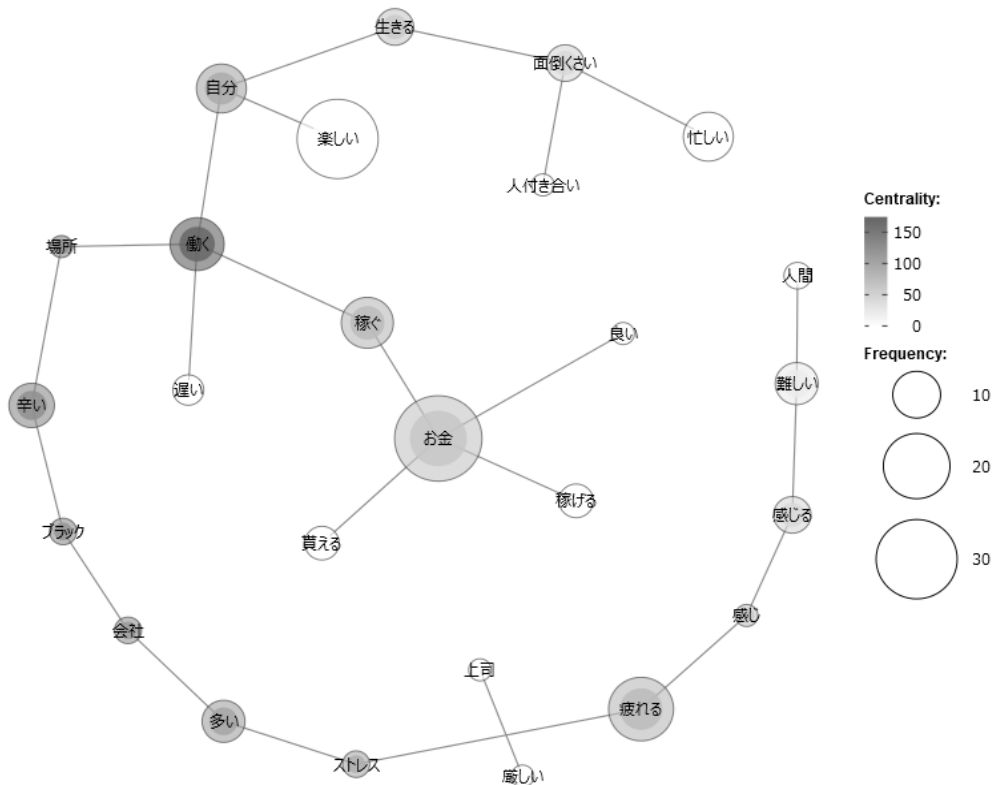 生きる
面倒くさい
自分
楽しい
忙しい
人付き合い
Centrality:
150
100
50
0
場所
働く
人間
稼ぐ
良い
Frequency:
10
20
30
難しい
遅い
辛い
お金
稼げる
感じる
ブラック
貰える
感じ
会社
上司
疲れる
多い
ストレス
厳しい